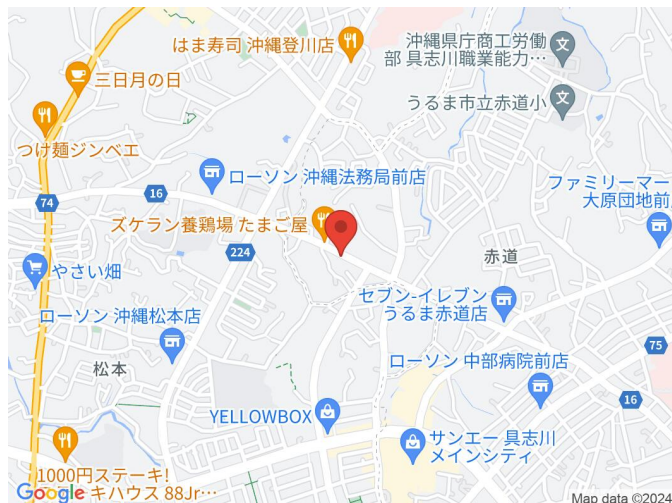 はま寿司 沖縄登川店
沖縄県庁商工労働
部 具志川職業能力…
三日月の日
うるま市立赤道小
つけ麺ジンベエ
ローソン 沖縄法務局前店
ファミリーマー
大原団地前
16
74
ズケラン養鶏場 たまご屋
赤道
224
やさい畑
セブン-イレブン
うるま赤道店
ローソン 沖縄松本店
75
松本
ローソン 中部病院前店
16
YELLOWBOX
サンエー 具志川
メインシティ
1000円ステーキ!
キハウス 88Jr…
Google
Map data ©2024